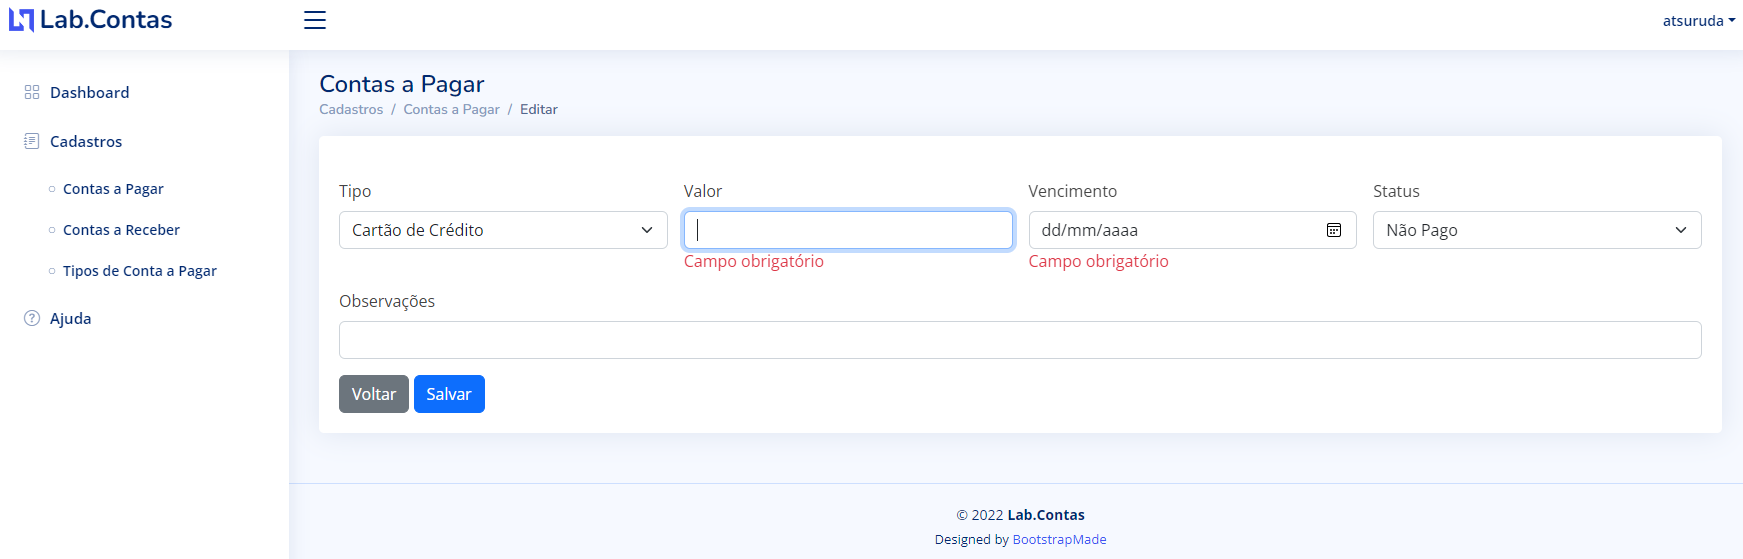 Lab.Contas
atsuruda
Dashboard
Cadastros
Contas a Pagar
Contas a Receber
Tipos de Conta a Pagar
Ajuda
Contas a Pagar
Cadastros / Contas a Pagar / Editar
Tipo Valor Vencimento Status
Cartão de Crédito dd/mm/aaaa Não Pago
Campo obrigatório Campo obrigatório
Observações
Voltar Salvar
© 2022 Lab.Contas
Designed by BootstrapMade